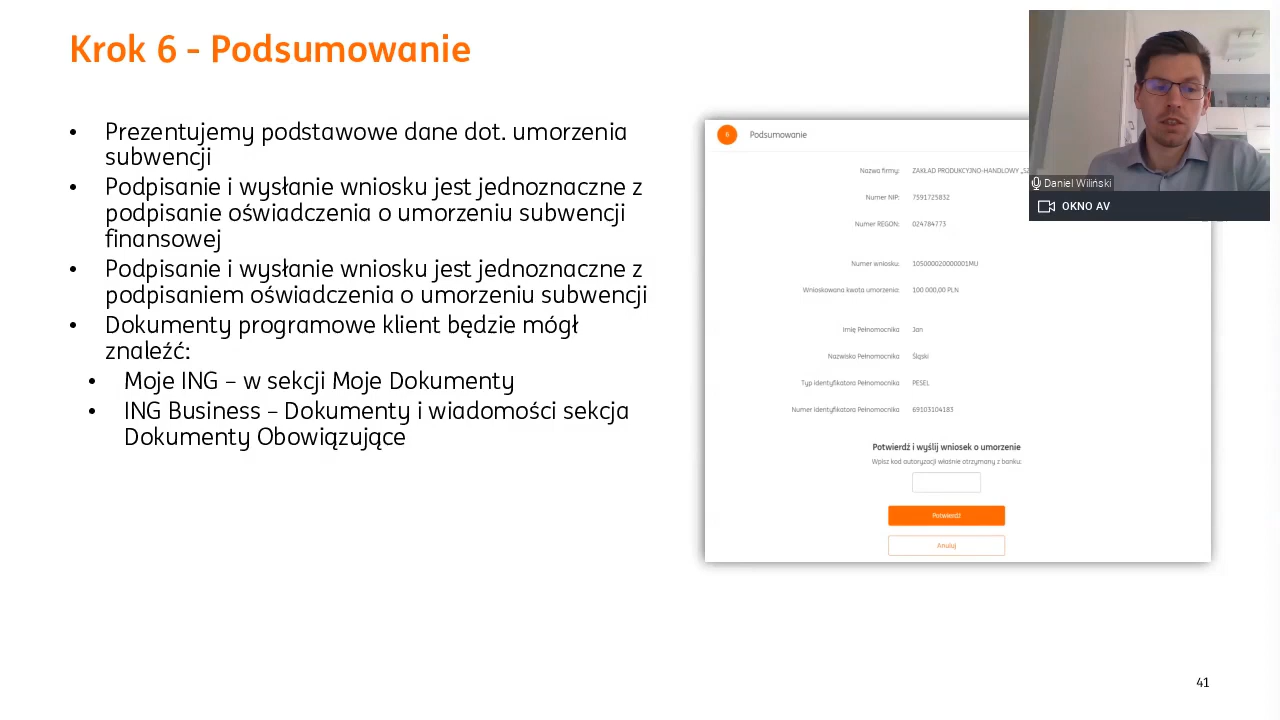 Krok 6 - Podsumowanie
• Prezentujemy podstawowe dane dot. umorzenia
subwencji
• Podpisanie i wysłanie wniosku jest jednoznaczne z
podpisanie oświadczenia o umorzeniu subwencji
finansowej
• Podpisanie i wysłanie wniosku jest jednoznaczne z
podpisaniem oświadczenia o umorzeniu subwencji
• Dokumenty programowe klient będzie mógł
znaleźć:
• Moje ING – w sekcji Moje Dokumenty
• ING Business – Dokumenty i wiadomości sekcja
Dokumenty Obowiązujące
6 Podsumowanie
Nazwa firmy: ZAKŁAD PRODUKCYJNO-HANDLOWY
Numer NIP: 7591725832
Numer REGON: 024784773
Numer wniosku: 105000020000001MU
Wnioskowana kwota umorzenia: 100 000,00 PLN
Imię Pełnomocnika Jan
Nazwisko Pełnomocnika Śląski
Typ identyfikatora Pełnomocnika PESEL
Numer identyfikatora Pełnomocnika 69103104183
Potwierdź i wyślij wniosek o umorzenie
Wpisz kod autoryzacji właśnie otrzymany z banku:
Potwierdź
Anuluj
Daniel Wiliński
OKNO AV
41